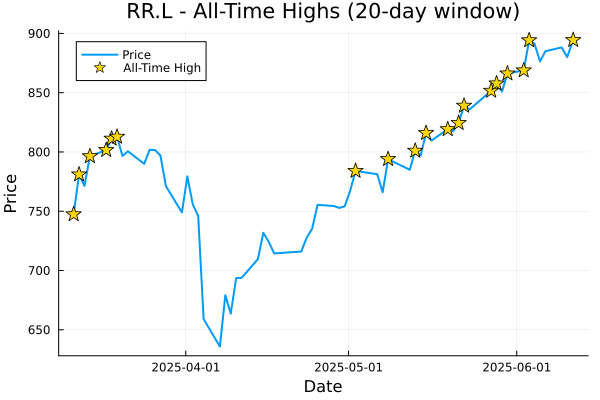 RR.L - All-Time Highs (20-day window)
Price
All-Time High
900
850
800
750
700
650
Price
2025-04-01
2025-05-01
2025-06-01
Date